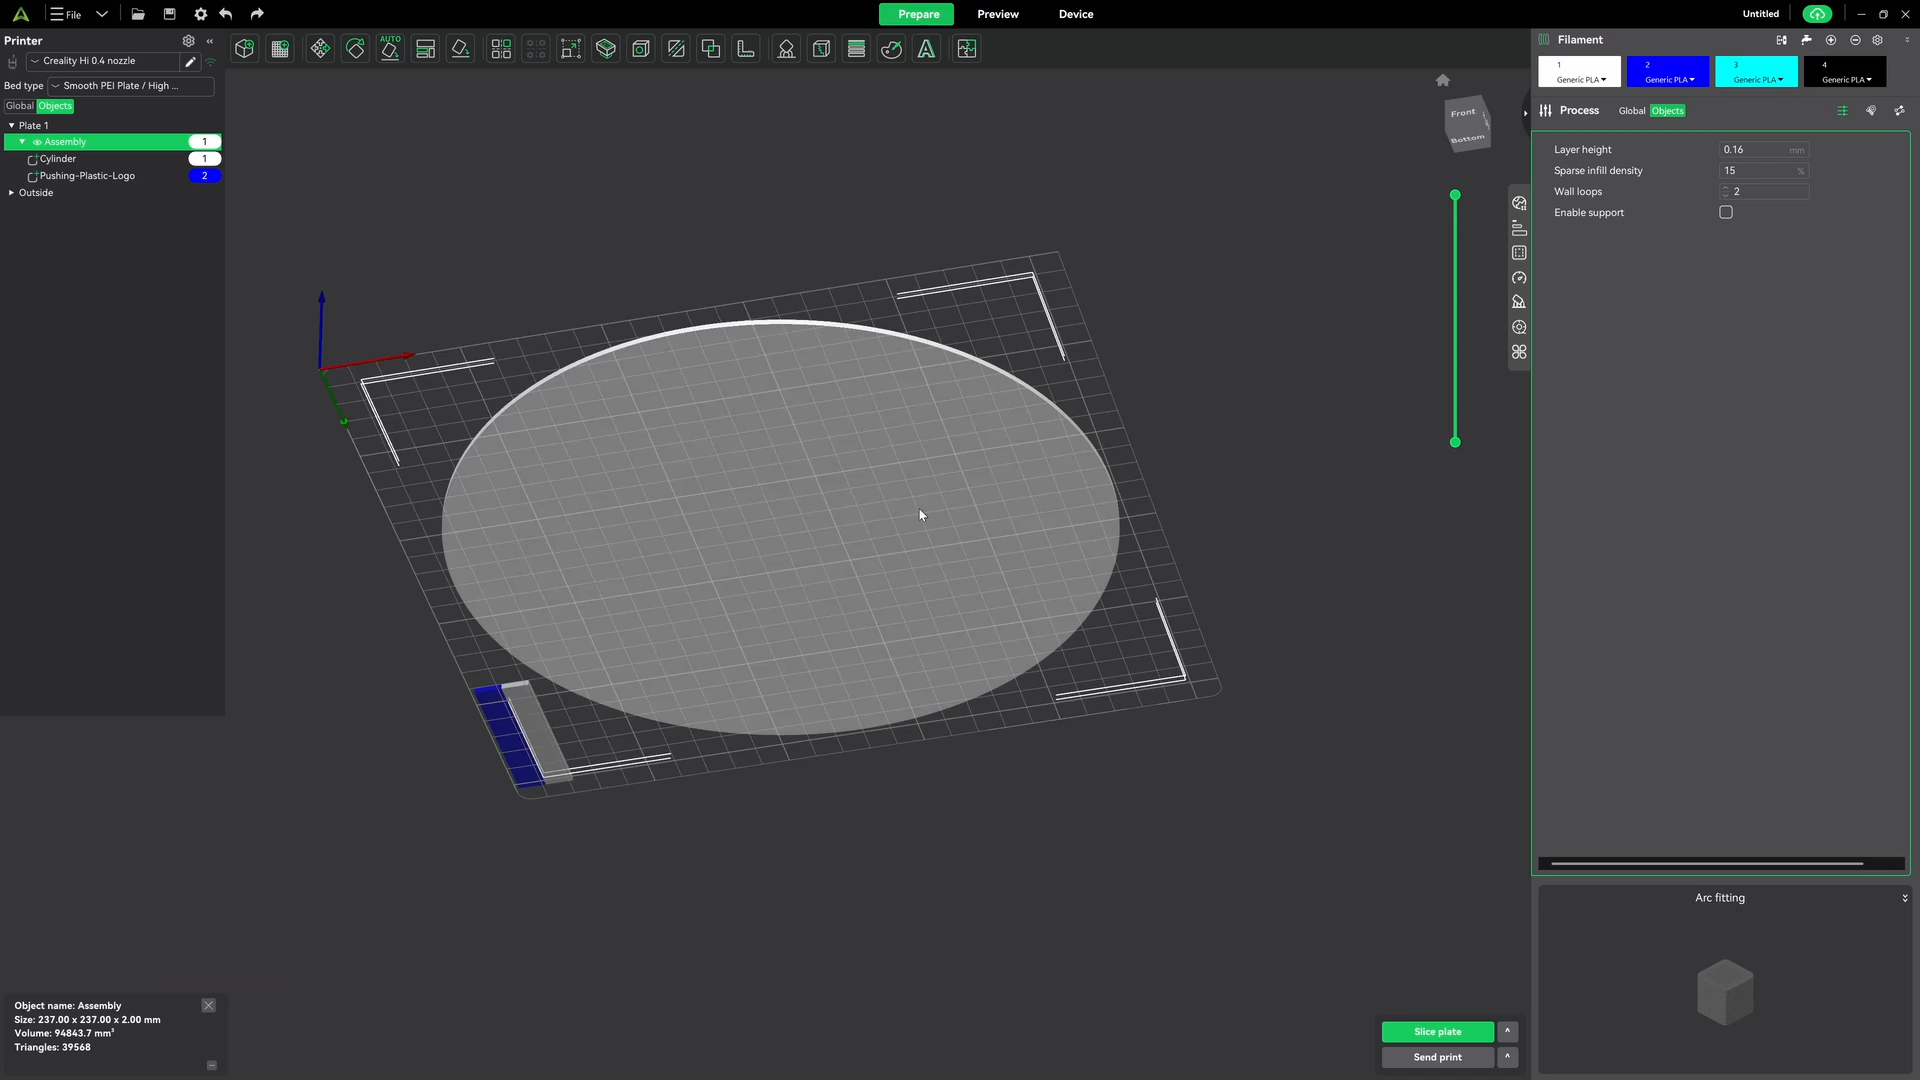 File
Prepare
Preview
Device
Untitled
Printer
Creality Hi 0.4 nozzle
Bed type
Smooth PEI Plate / High ...
Global
Objects
Plate 1
Assembly
1
Cylinder
1
Pushing-Plastic-Logo
2
Outside
AUTO
Front
Bottom
Filament
1
Generic PLA
2
Generic PLA
3
Generic PLA
4
Generic PLA
Process
Global
Objects
Layer height
0.16
mm
Sparse infill density
15
%
Wall loops
2
Enable support
Arc fitting
Object name: Assembly
Size: 237.00 x 237.00 x 2.00 mm
Volume: 94843.7 mm³
Triangles: 39568
Slice plate
Send print